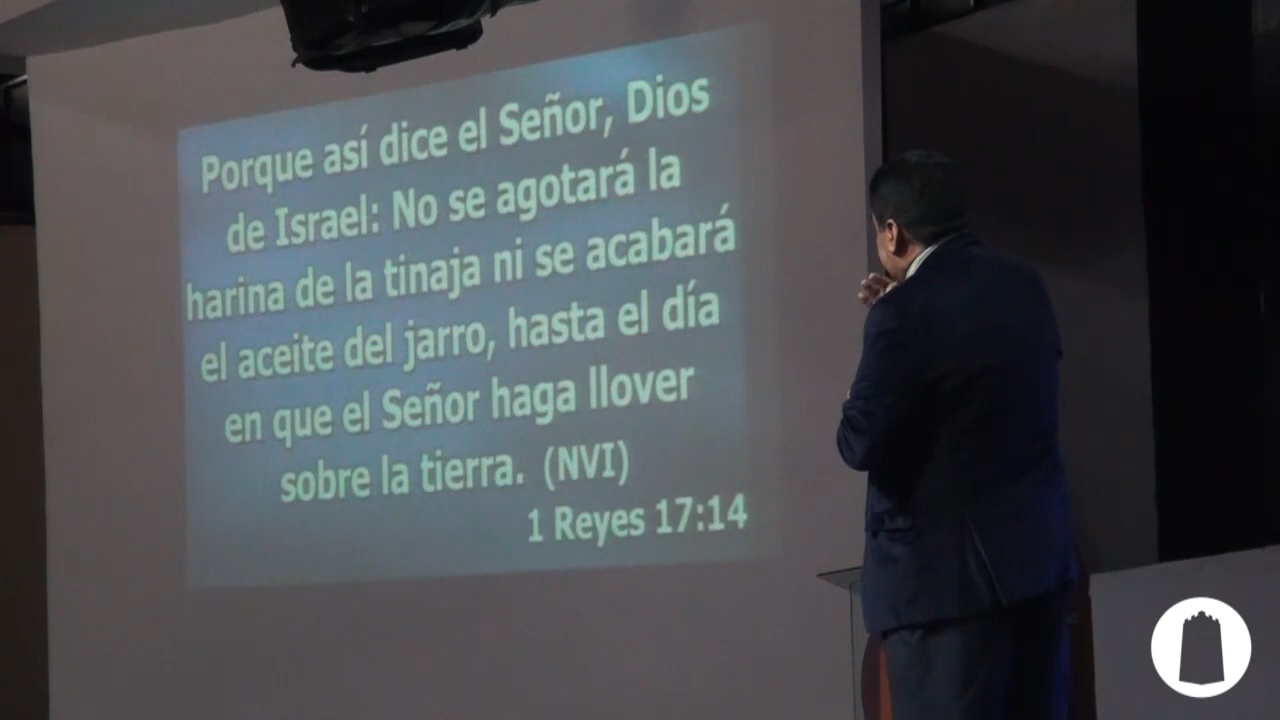 Porque así dice el Señor, Dios
de Israel: No se agotará la
harina de la tinaja ni se acabará
el aceite del jarro, hasta el día
en que el Señor haga llover
sobre la tierra. (NVI)
1 Reyes 17:14